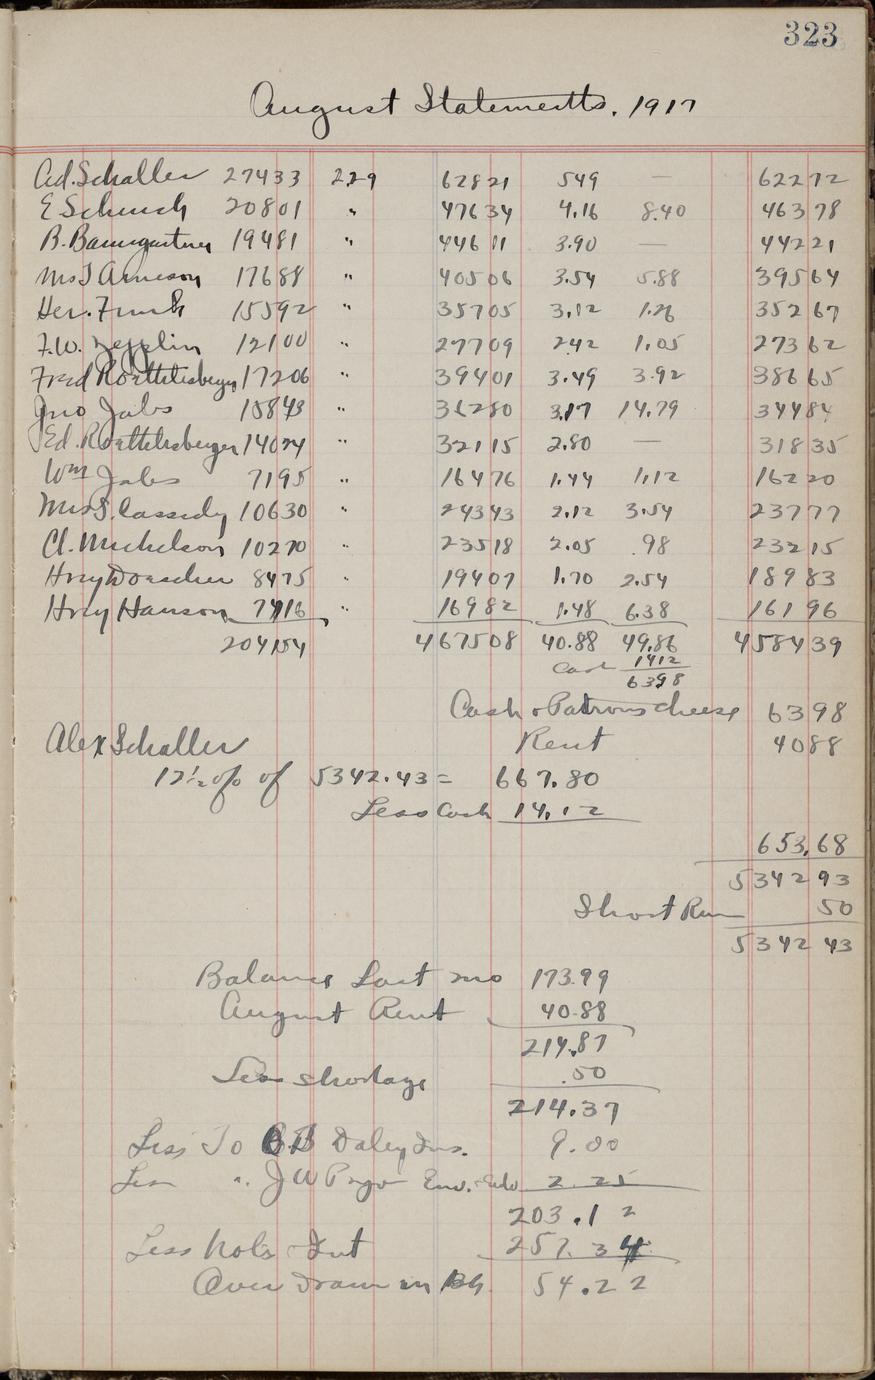 323
August Statements, 1917
Ad. Schaller 27433 2.29 62821 549 — 62272
E Schuch 20801 " 47634 4.16 8.40 46378
B. Baumgartner 19481 " 44611 3.90 — 44221
Mrs J Arneson 17688 " 40506 3.54 5.88 39564
Her. Funk 15592 " 35705 3.12 1.26 35267
F.W. Zepplin 12100 " 27709 242 1.05 27362
Fred Roethlisberger 17206 " 39401 3.49 3.92 38665
Jno Jabs 15843 " 36280 3.17 14.79 34484
Ed. Roethlisberger 14024 " 32115 2.80 — 31835
Wm Jabs 7195 " 16476 1.44 1.12 16220
Mrs S. Cassidy 10630 " 24343 2.12 3.54 23777
Cl. Michelson 10270 " 23518 2.05 .98 23215
Hny Doescher 8475 " 19407 1.70 2.54 18983
Hny Hanson 7416 " 16982 1.48 6.38 16196
204154 467508 40.88 49.86 458439
Cash 1412
6398
Cash & Patrons cheese 6398
Alex Schaller Rent 4088
12½ % of 5342.43 = 667.80
Less Cash 14.12
653.68
534293
Short Run 50
534243
Balance Last mo 173.99
August Rent 40.88
214.87
Less shortage .50
214.37
Less To Daley Ins. 9.00
Less " J W Pryor Env. 2.25
203.12
Less Note Int 257.34
Over Drawn in Bk. 54.22